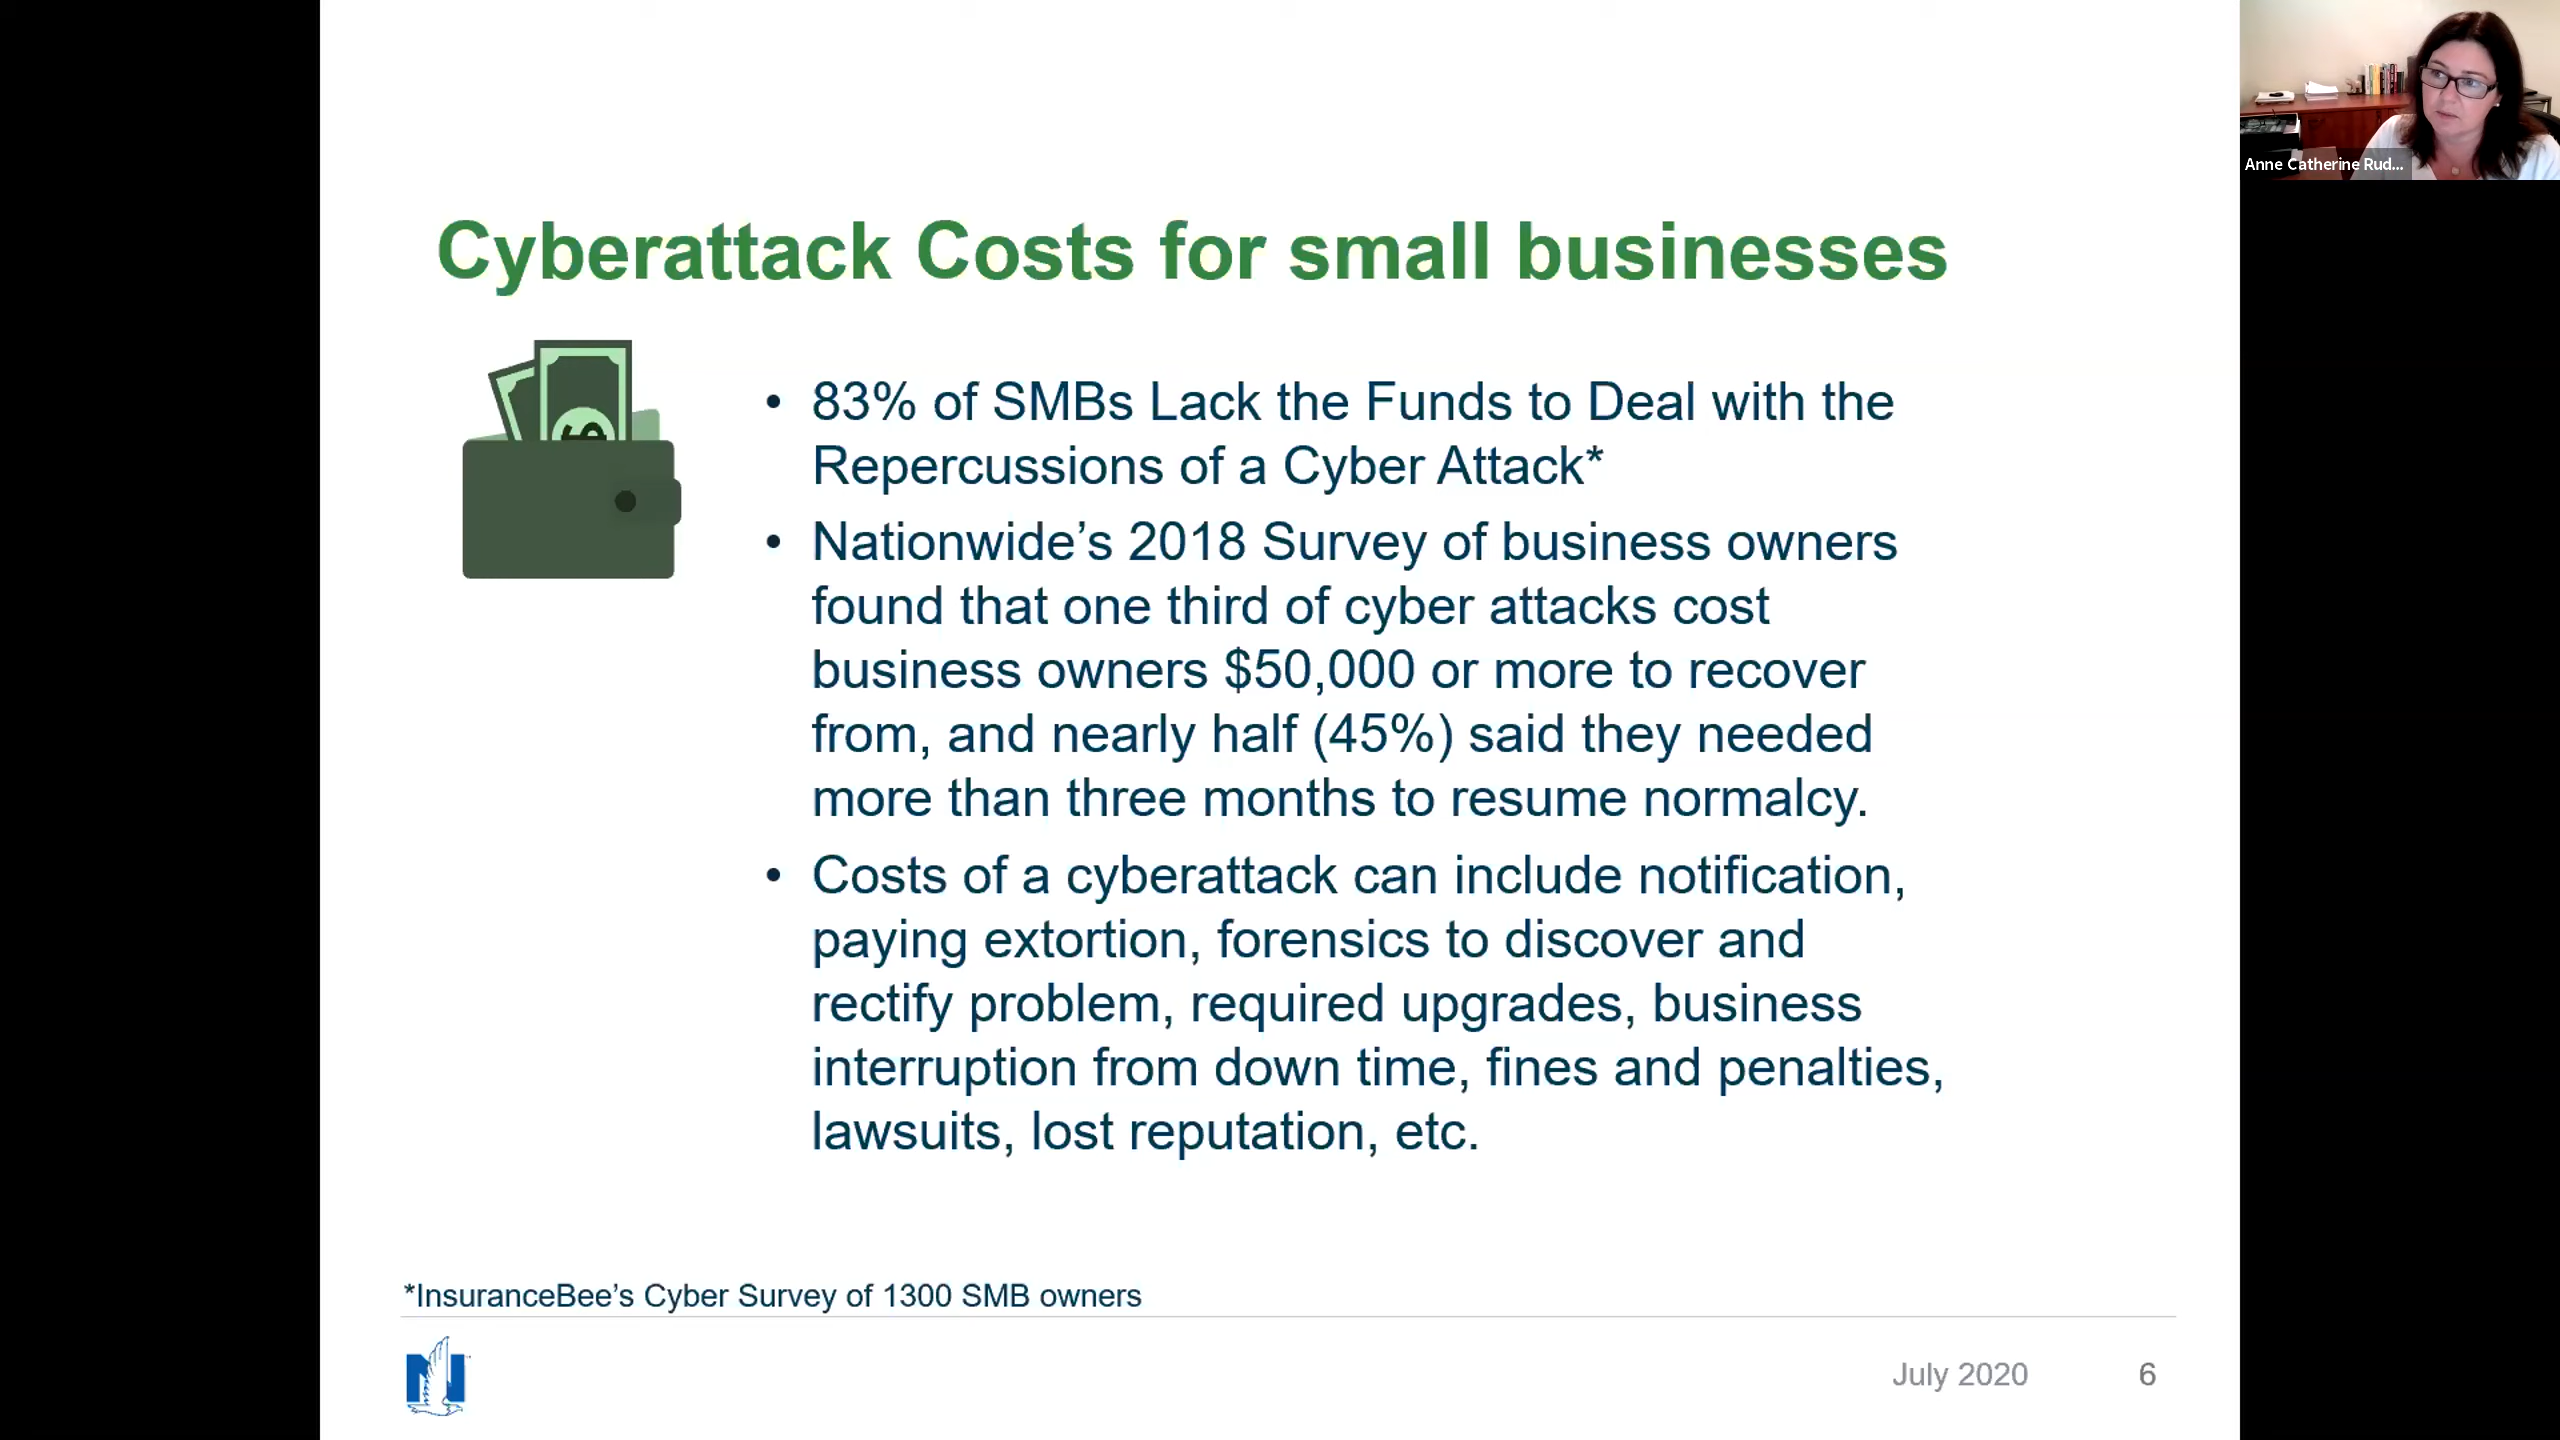 Anne Catherine Rud...
Cyberattack Costs for small businesses
• 83% of SMBs Lack the Funds to Deal with the
Repercussions of a Cyber Attack*
• Nationwide’s 2018 Survey of business owners
found that one third of cyber attacks cost
business owners $50,000 or more to recover
from, and nearly half (45%) said they needed
more than three months to resume normalcy.
• Costs of a cyberattack can include notification,
paying extortion, forensics to discover and
rectify problem, required upgrades, business
interruption from down time, fines and penalties,
lawsuits, lost reputation, etc.
*InsuranceBee’s Cyber Survey of 1300 SMB owners
N
July 2020 6